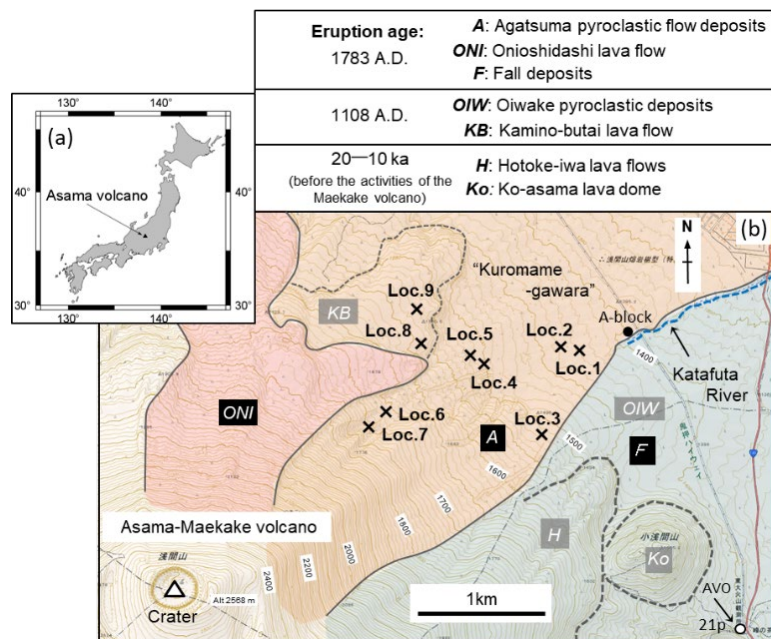 Eruption age:
1783 A.D.
A: Agatsuma pyroclastic flow deposits
ONI: Onioshidashi lava flow
F: Fall deposits
1108 A.D.
OIW: Oiwake pyroclastic deposits
KB: Kamino-butai lava flow
20—10 ka
(before the activities of the
Maekake volcano)
H: Hotoke-iwa lava flows
Ko: Ko-asama lava dome
(a)
130°
140°
40°
40°
30°
30°
130°
140°
Asama volcano
(b)
N
"Kuromame
-gawara"
A-block
Katafuta
River
1400
KB
Loc.9
Loc.8
Loc.5
Loc.4
Loc.2
Loc.1
ONI
Loc.6
Loc.7
A
Loc.3
OIW
F
1500
1600
1700
1800
2000
2200
2400
H
小浅間山
Ko
Asama-Maekake volcano
浅間山
Crater
Alt 2568 m
1km
AVO
21p